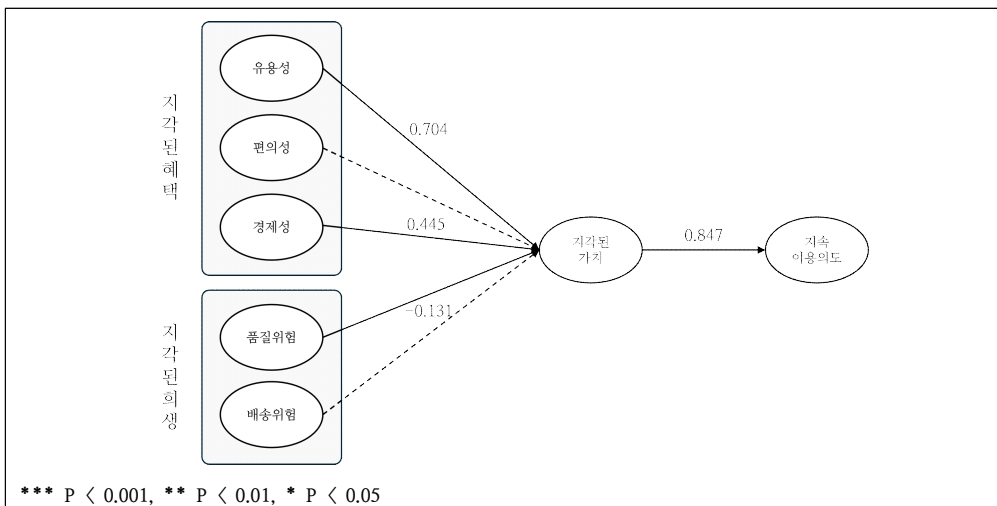 지각된혜택
유용성
편의성
경제성
0.704
0.445
지각된희생
품질위험
배송위험
-0.131
지각된
가치
0.847
지속
이용의도
*** P < 0.001, ** P < 0.01, * P < 0.05